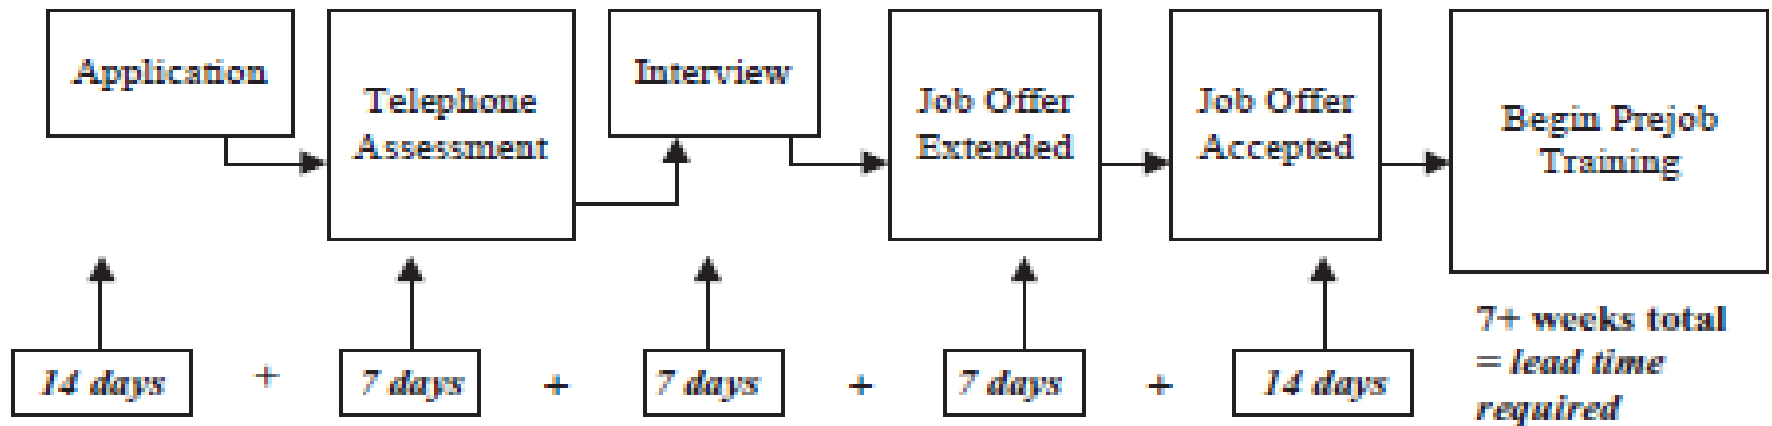 Application
Telephone
Assessment
Interview
Job Offer
Extended
Job Offer
Accepted
Begin Prejob
Training
14 days
+
7 days
+
7 days
+
7 days
+
14 days
7+ weeks total
= lead time
required